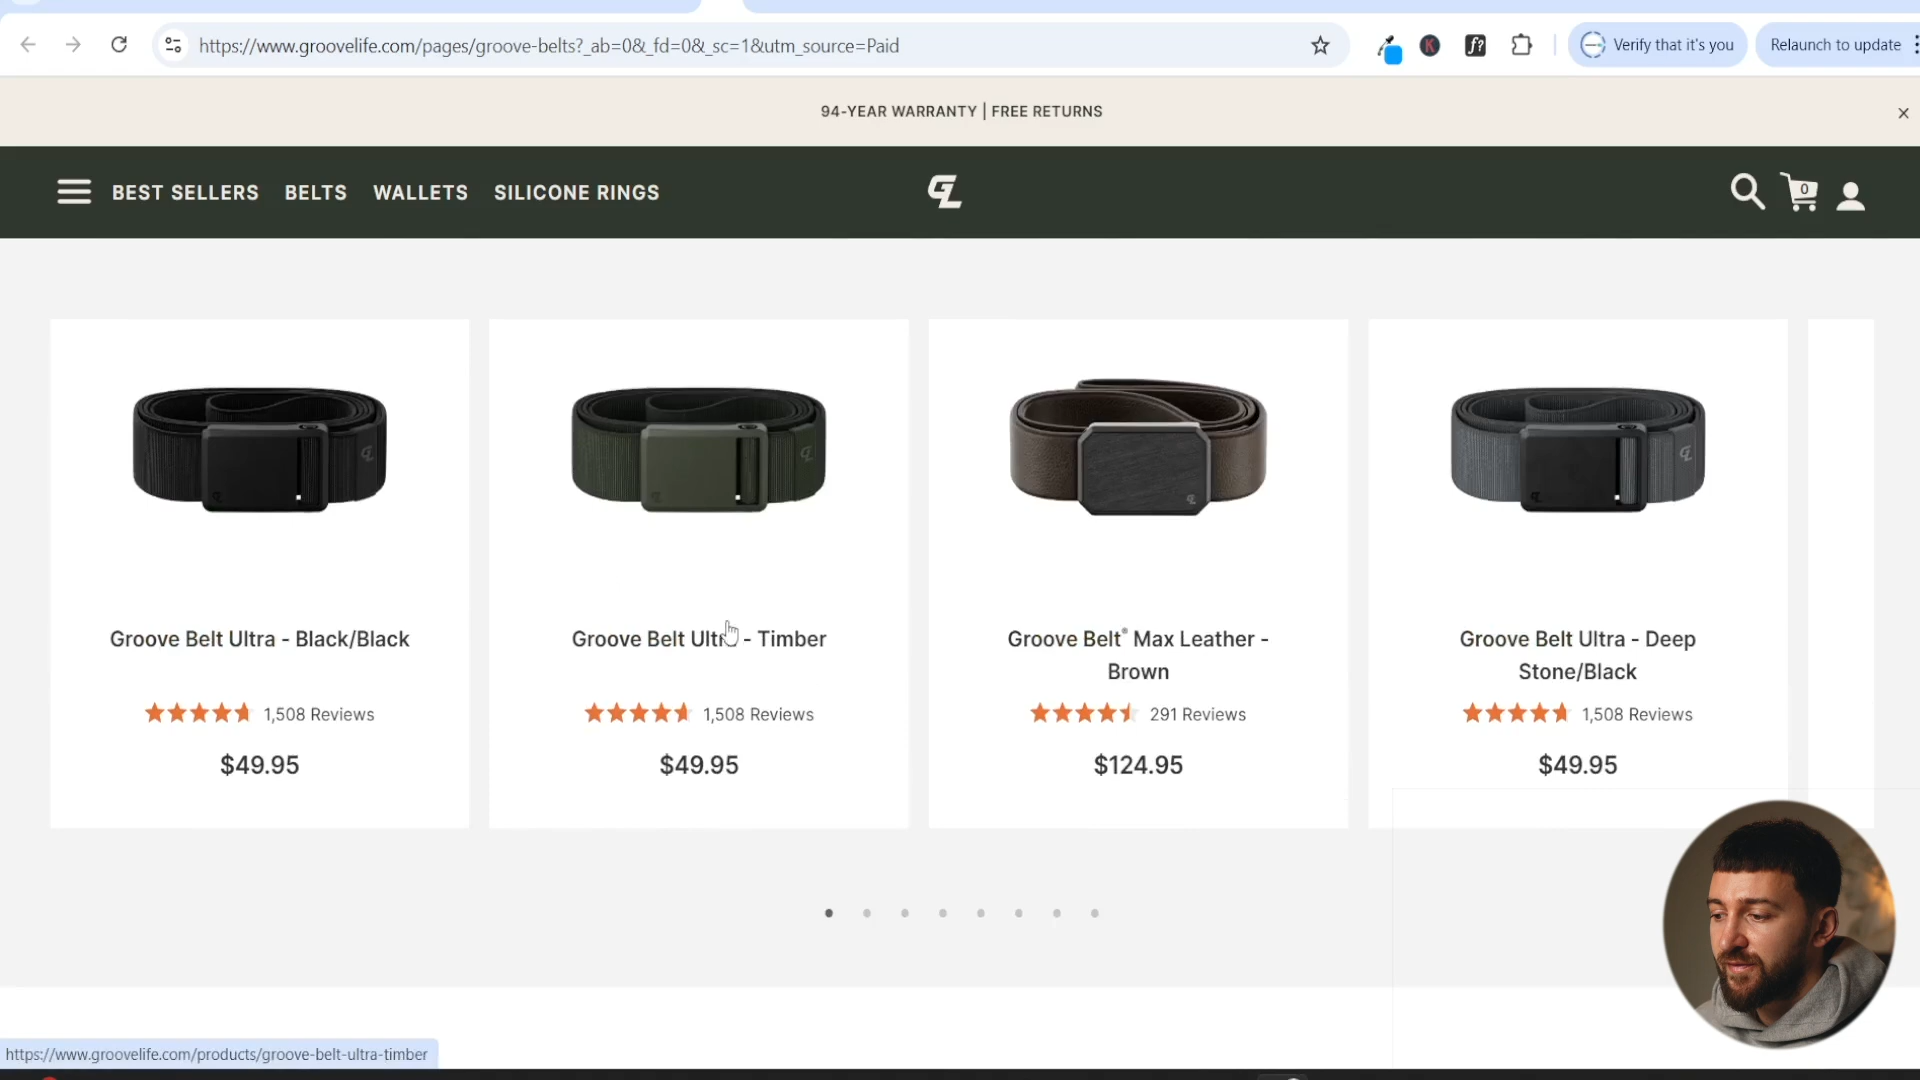 https://www.groovelife.com/pages/groove-belts?_ab=0&_fd=0&_sc=1&utm_source=Paid
K
f?
Verify that it's you
Relaunch to update
94-YEAR WARRANTY | FREE RETURNS
BEST SELLERS
BELTS
WALLETS
SILICONE RINGS
GL
0
Groove Belt Ultra - Black/Black
1,508 Reviews
$49.95
Groove Belt Ultra - Timber
1,508 Reviews
$49.95
Groove Belt® Max Leather -
Brown
291 Reviews
$124.95
Groove Belt Ultra - Deep
Stone/Black
1,508 Reviews
$49.95
https://www.groovelife.com/products/groove-belt-ultra-timber